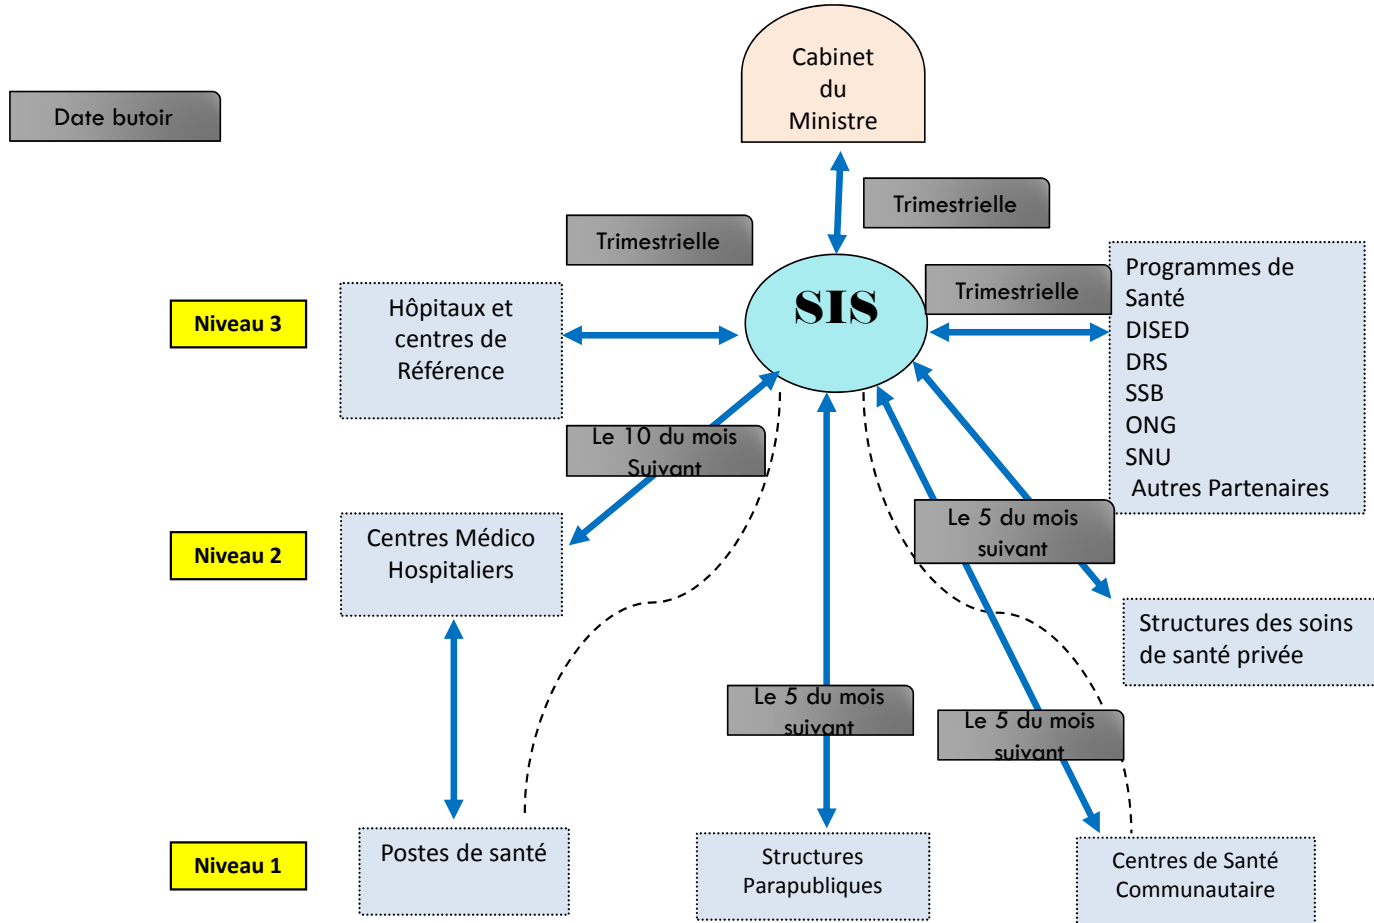 Cabinet
du
Ministre
Date butoir
Trimestrielle
Trimestrielle
Trimestrielle
SIS
Niveau 3
Hôpitaux et
centres de
Référence
Programmes de
Santé
DISED
DRS
SSB
ONG
SNU
Autres Partenaires
Le 10 du mois
Suivant
Niveau 2
Centres Médico
Hospitaliers
Le 5 du mois
suivant
Structures des soins
de santé privée
Le 5 du mois
suivant
Le 5 du mois
suivant
Niveau 1
Postes de santé
Structures
Parapubliques
Centres de Santé
Communautaire